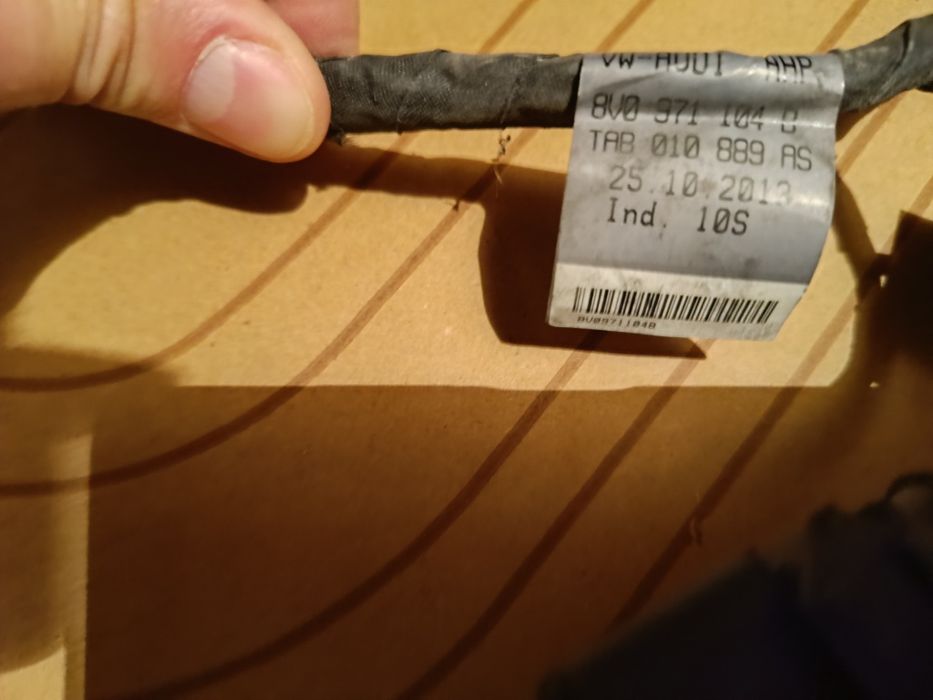 VW-AUDI AHP
8V0 971 104 B
TAB 010 889 AS
25.10.2013
Ind. 10S
8V0971104B